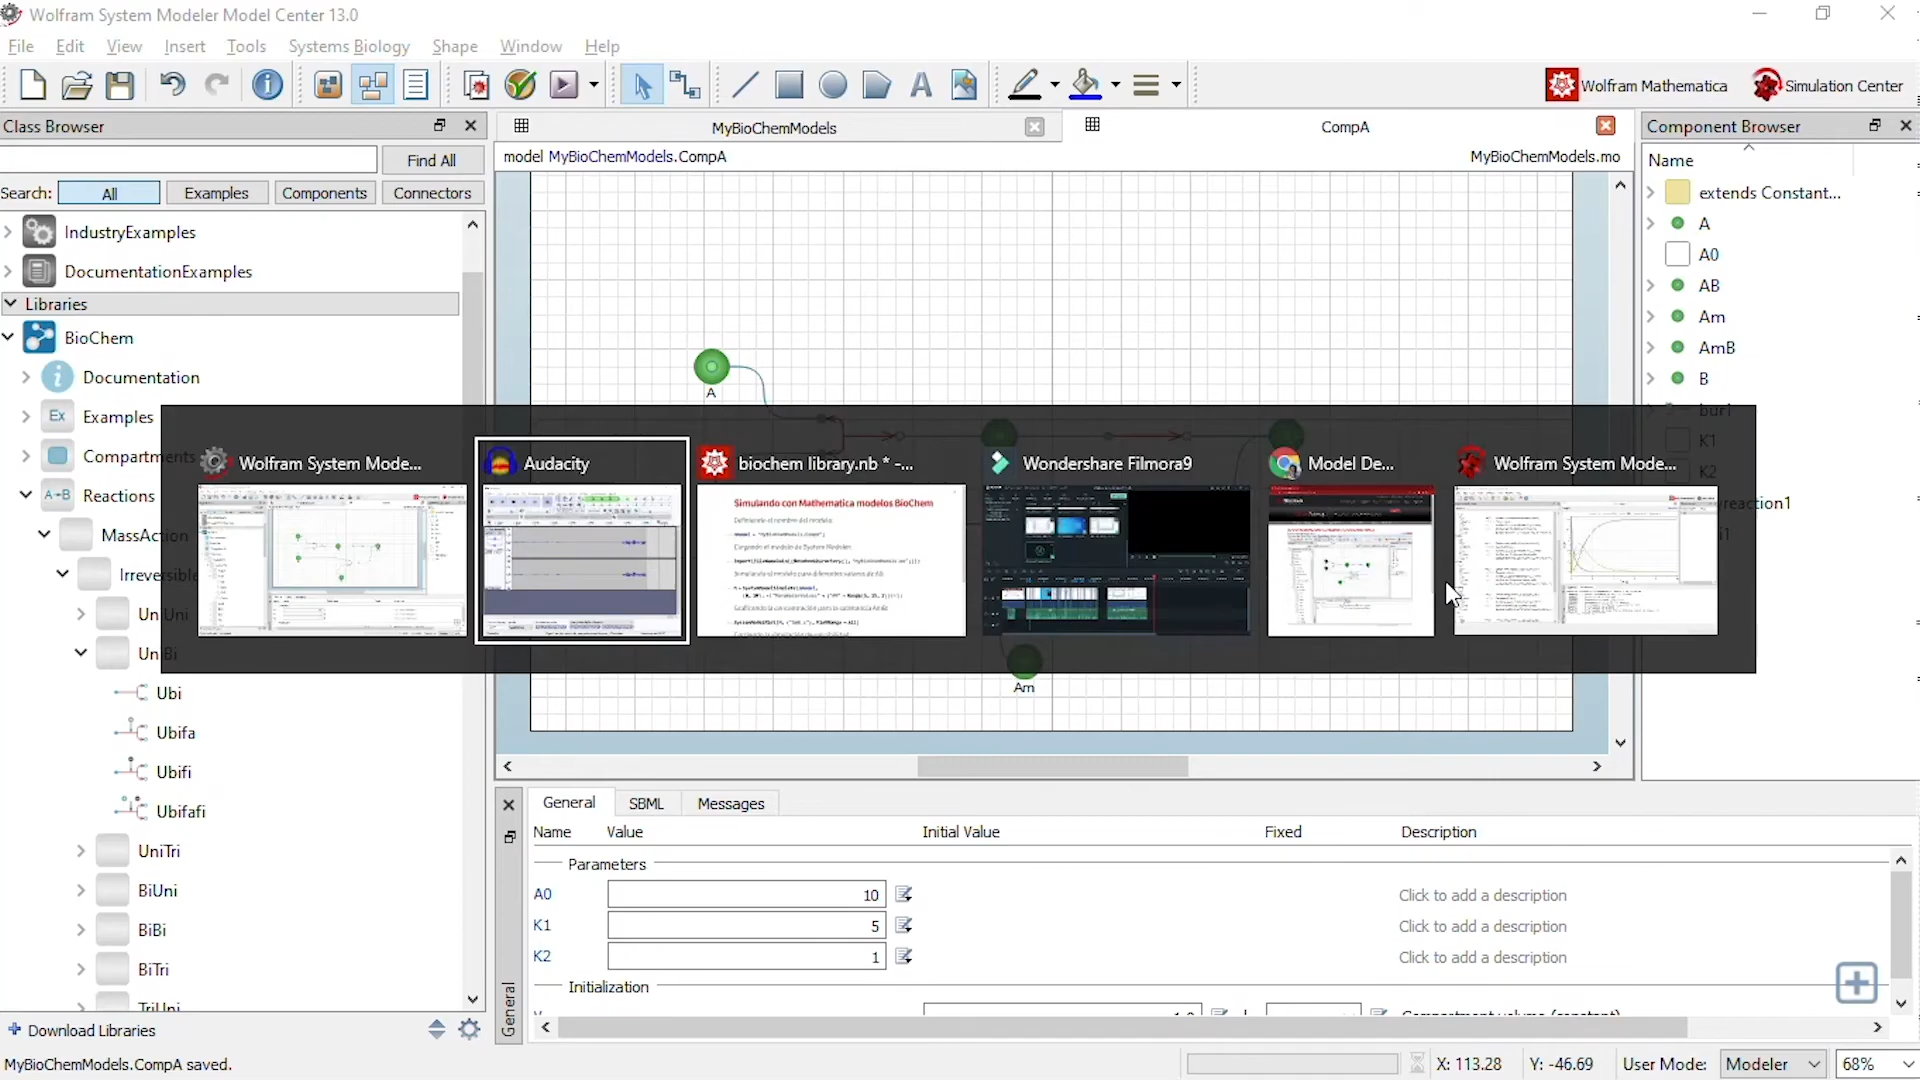 Wolfram System Modeler Model Center 13.0
File Edit View Insert Tools Systems Biology Shape Window Help
Wolfram Mathematica
Simulation Center
Class Browser
Find All
Search: All Examples Components Connectors
IndustryExamples
DocumentationExamples
Libraries
BioChem
Documentation
Examples
Compartments
Reactions
MassAction
Irreversible
UniUni
UniBi
Ubi
Ubifa
Ubifi
Ubifafi
UniTri
BiUni
BiBi
BiTri
TriUni
Download Libraries
MyBioChemModels
CompA
model MyBioChemModels.CompA
MyBioChemModels.mo
A
Am
Wolfram System Mode...
Audacity
biochem library.nb * -...
Simulando con Mathematica modelos BioChem
Wondershare Filmora9
Model De...
Wolfram System Mode...
Component Browser
Name
extends Constant...
A
A0
AB
Am
AmB
B
bur1
K1
K2
General SBML Messages
Name Value Initial Value Fixed Description
Parameters
A0 10 Click to add a description
K1 5 Click to add a description
K2 1 Click to add a description
Initialization
General
MyBioChemModels.CompA saved.
X: 113.28 Y: -46.69 User Mode: Modeler 68%